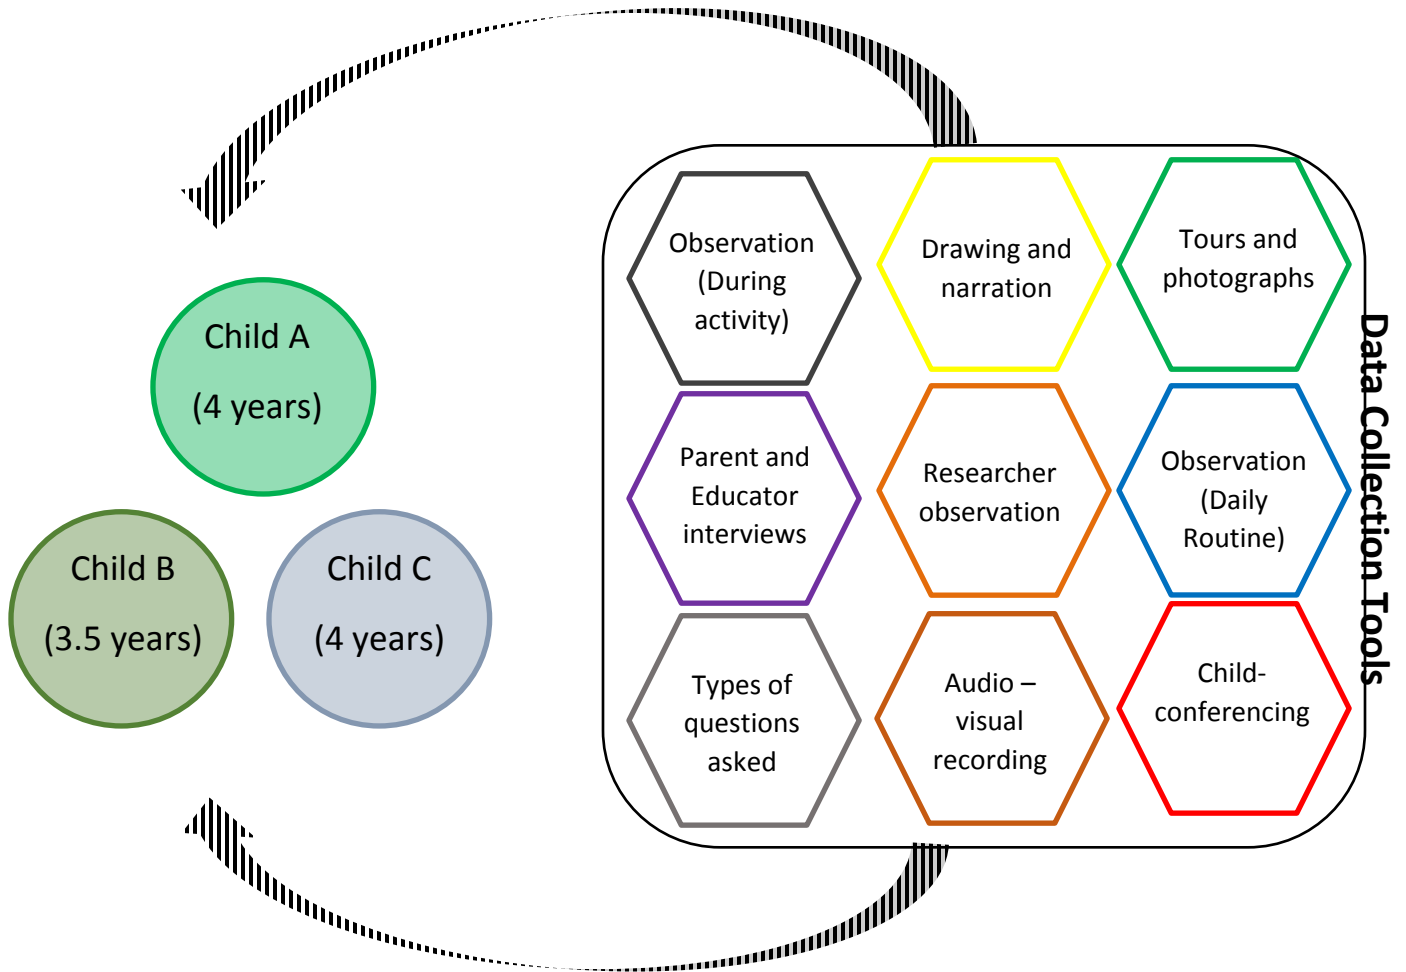 Child A
(4 years)
Child B
(3.5 years)
Child C
(4 years)
Observation
(During
activity)
Drawing and
narration
Tours and
photographs
Parent and
Educator
interviews
Researcher
observation
Observation
(Daily
Routine)
Types of
questions
asked
Audio –
visual
recording
Child-
conferencing
Data Collection Tools